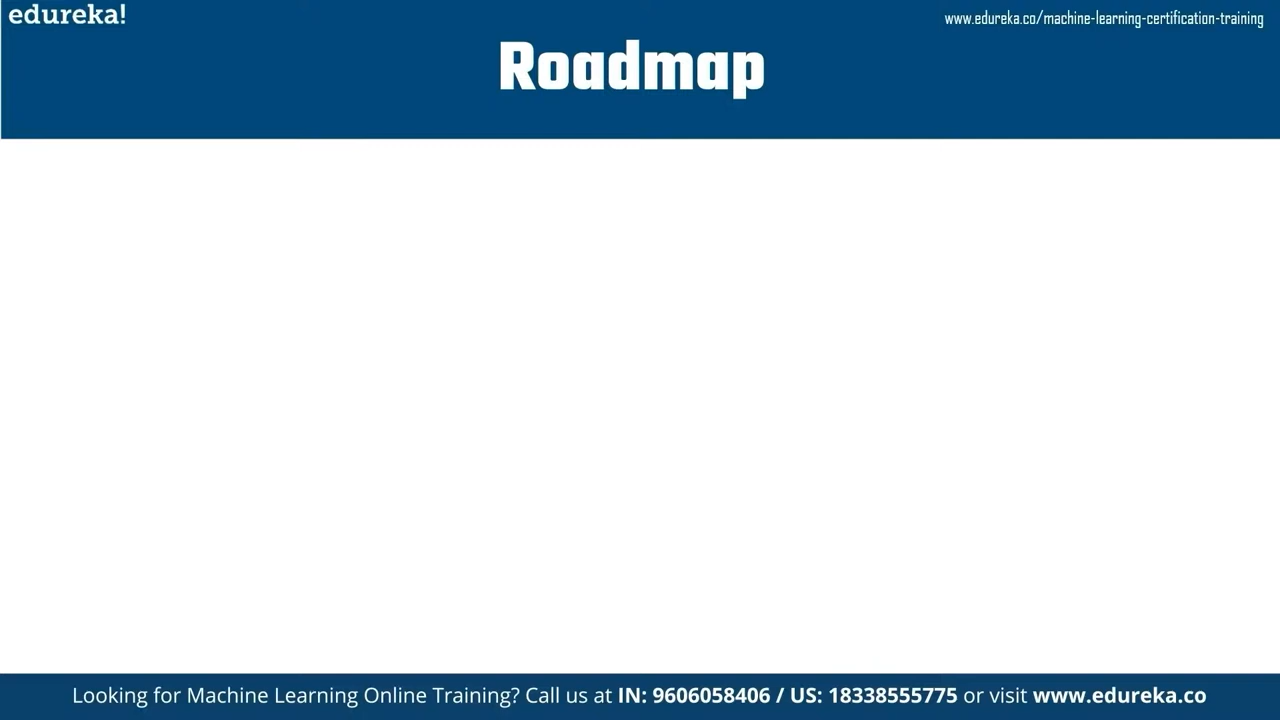 edureka!
www.edureka.co/machine-learning-certification-training
Roadmap
Looking for Machine Learning Online Training? Call us at IN: 9606058406 / US: 18338555775 or visit www.edureka.co